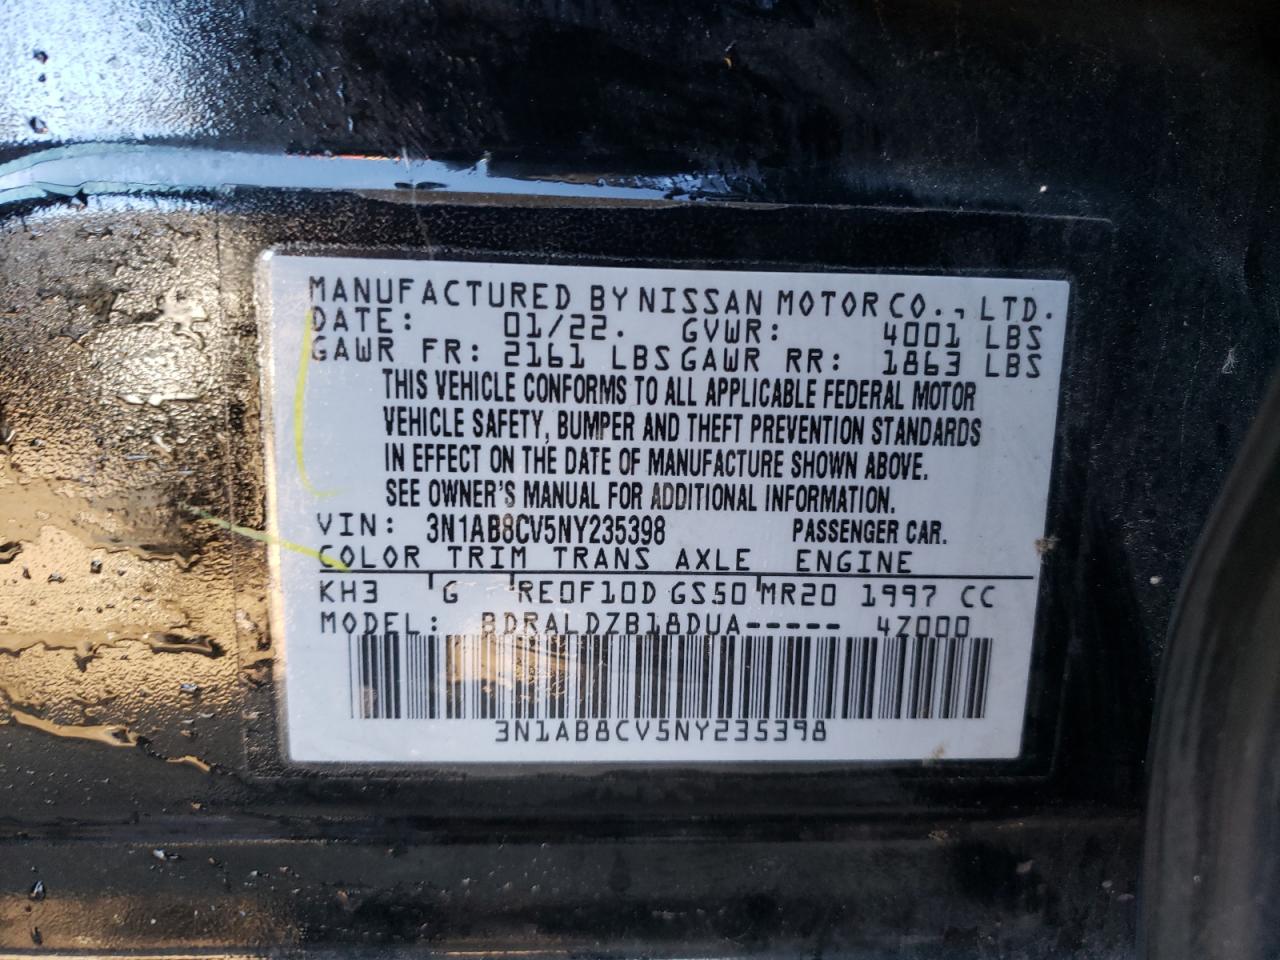 MANUFACTURED BY NISSAN MOTOR CO., LTD.
DATE: 01/22. GVWR: 4001 LBS
GAWR FR: 2161 LBS GAWR RR: 1863 LBS
THIS VEHICLE CONFORMS TO ALL APPLICABLE FEDERAL MOTOR
VEHICLE SAFETY, BUMPER AND THEFT PREVENTION STANDARDS
IN EFFECT ON THE DATE OF MANUFACTURE SHOWN ABOVE.
SEE OWNER'S MANUAL FOR ADDITIONAL INFORMATION.
VIN: 3N1AB8CV5NY235398 PASSENGER CAR.
COLOR TRIM TRANS AXLE ENGINE
KH3 G RE0F10D GS50 MR20 1997 CC
MODEL: BDRALDZB18DUA----- 4Z000
3N1AB8CV5NY235398